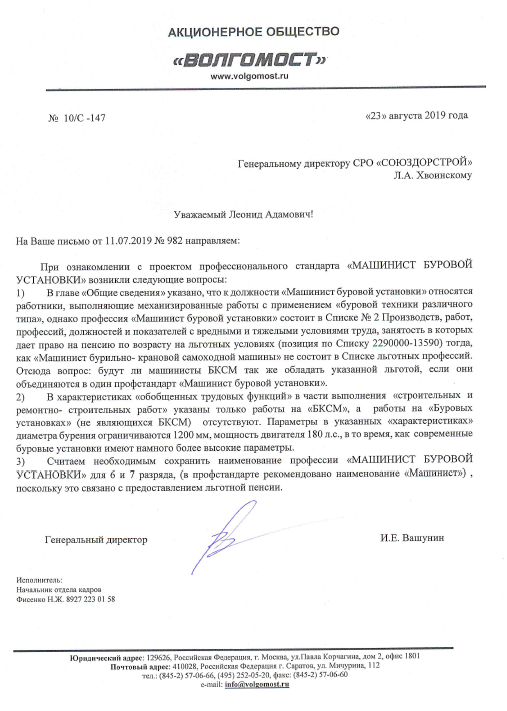 АКЦИОНЕРНОЕ ОБЩЕСТВО
«ВОЛГОМОСТ»
www.volgomost.ru
№ 10/С -147
«23» августа 2019 года
Генеральному директору СРО «СОЮЗДОРСТРОЙ»
Л.А. Хвоинскому
Уважаемый Леонид Адамович!
На Ваше письмо от 11.07.2019 № 982 направляем:
При ознакомлении с проектом профессионального стандарта «МАШИНИСТ БУРОВОЙ
УСТАНОВКИ» возникли следующие вопросы:
1) В главе «Общие сведения» указано, что к должности «Машинист буровой установки» относятся
работники, выполняющие механизированные работы с применением «буровой техники различного
типа», однако профессия «Машинист буровой установки» состоит в Списке № 2 Производств, работ,
профессий, должностей и показателей с вредными и тяжелыми условиями труда, занятость в которых
дает право на пенсию по возрасту на льготных условиях (позиция по Списку 2290000-13590) тогда,
как «Машинист бурильно- крановой самоходной машины» не состоит в Списке льготных профессий.
Отсюда вопрос: будут ли машинисты БКСМ так же обладать указанной льготой, если они
объединяются в один профстандарт «Машинист буровой установки».
2) В характеристиках «обобщенных трудовых функций» в части выполнения «строительных и
ремонтно- строительных работ» указаны только работы на «БКСМ», а работы на «Буровых
установках» (не являющихся БКСМ) отсутствуют. Параметры в указанных «характеристиках»
диаметра бурения ограничиваются 1200 мм, мощность двигателя 180 л.с., в то время, как современные
буровые установки имеют намного более высокие параметры.
3) Считаем необходимым сохранить наименование профессии «МАШИНИСТ БУРОВОЙ
УСТАНОВКИ» для 6 и 7 разряда, (в профстандарте рекомендовано наименование «Машинист») ,
поскольку это связано с предоставлением льготной пенсии.
Генеральный директор
И.Е. Вашунин
Исполнитель:
Начальник отдела кадров
Фисенко Н.Ж. 8927 223 01 58
Юридический адрес: 129626, Российская Федерация, г. Москва, ул.Павла Корчагина, дом 2, офис 1801
Почтовый адрес: 410028, Российская Федерация г. Саратов, ул. Мичурина, 112
тел.: (845-2) 57-06-66, (495) 252-05-20, факс: (845-2) 57-06-60
e-mail: info@volgomost.ru